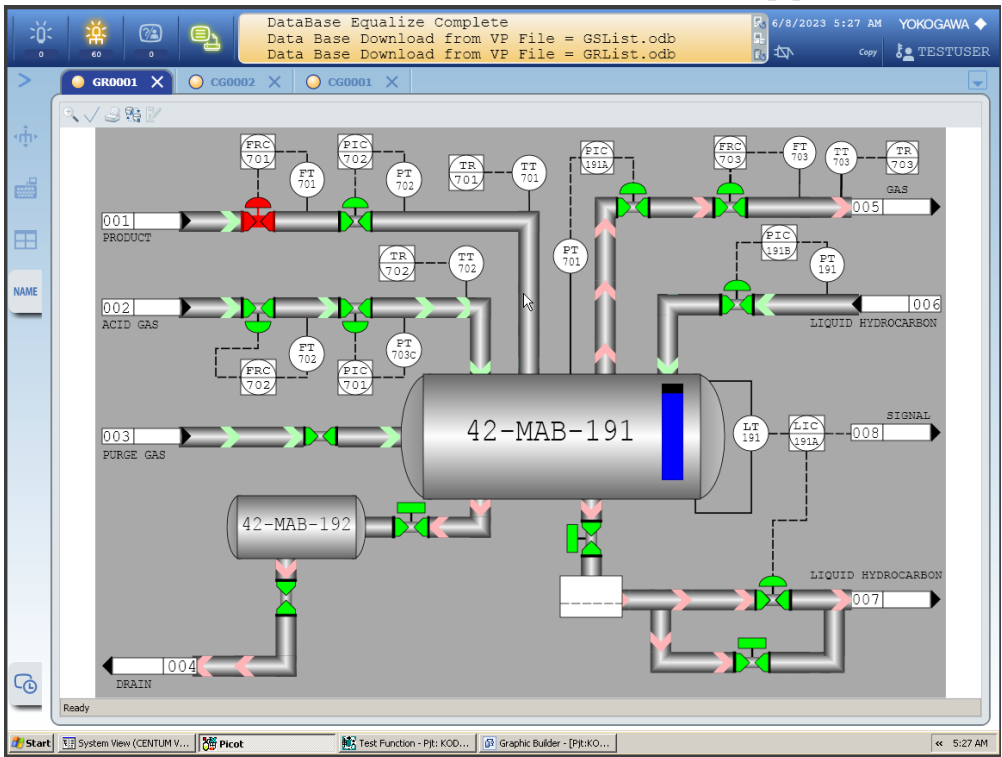 DataBase Equalize Complete
Data Base Download from VP File = GSList.odb
Data Base Download from VP File = GRList.odb
6/8/2023 5:27 AM
YOKOGAWA
0
60
0
Copy
TESTUSER
GR0001
CG0002
CG0001
NAME
FRC
701
FT
701
PIC
702
PT
702
TR
701
TT
701
PIC
191A
FRC
703
FT
703
TT
703
TR
703
GAS
001
005
PRODUCT
TR
702
TT
702
PT
701
PIC
191B
PT
191
002
006
ACID GAS
LIQUID HYDROCARBON
FT
702
PT
703C
FRC
702
PIC
701
003
PURGE GAS
42-MAB-191
LT
191
LIC
191A
SIGNAL
008
42-MAB-192
LIQUID HYDROCARBON
007
004
DRAIN
Ready
Start
System View (CENTUM V...
Picot
Test Function - Pjt: KOD...
Graphic Builder - [Pjt:KO...
5:27 AM